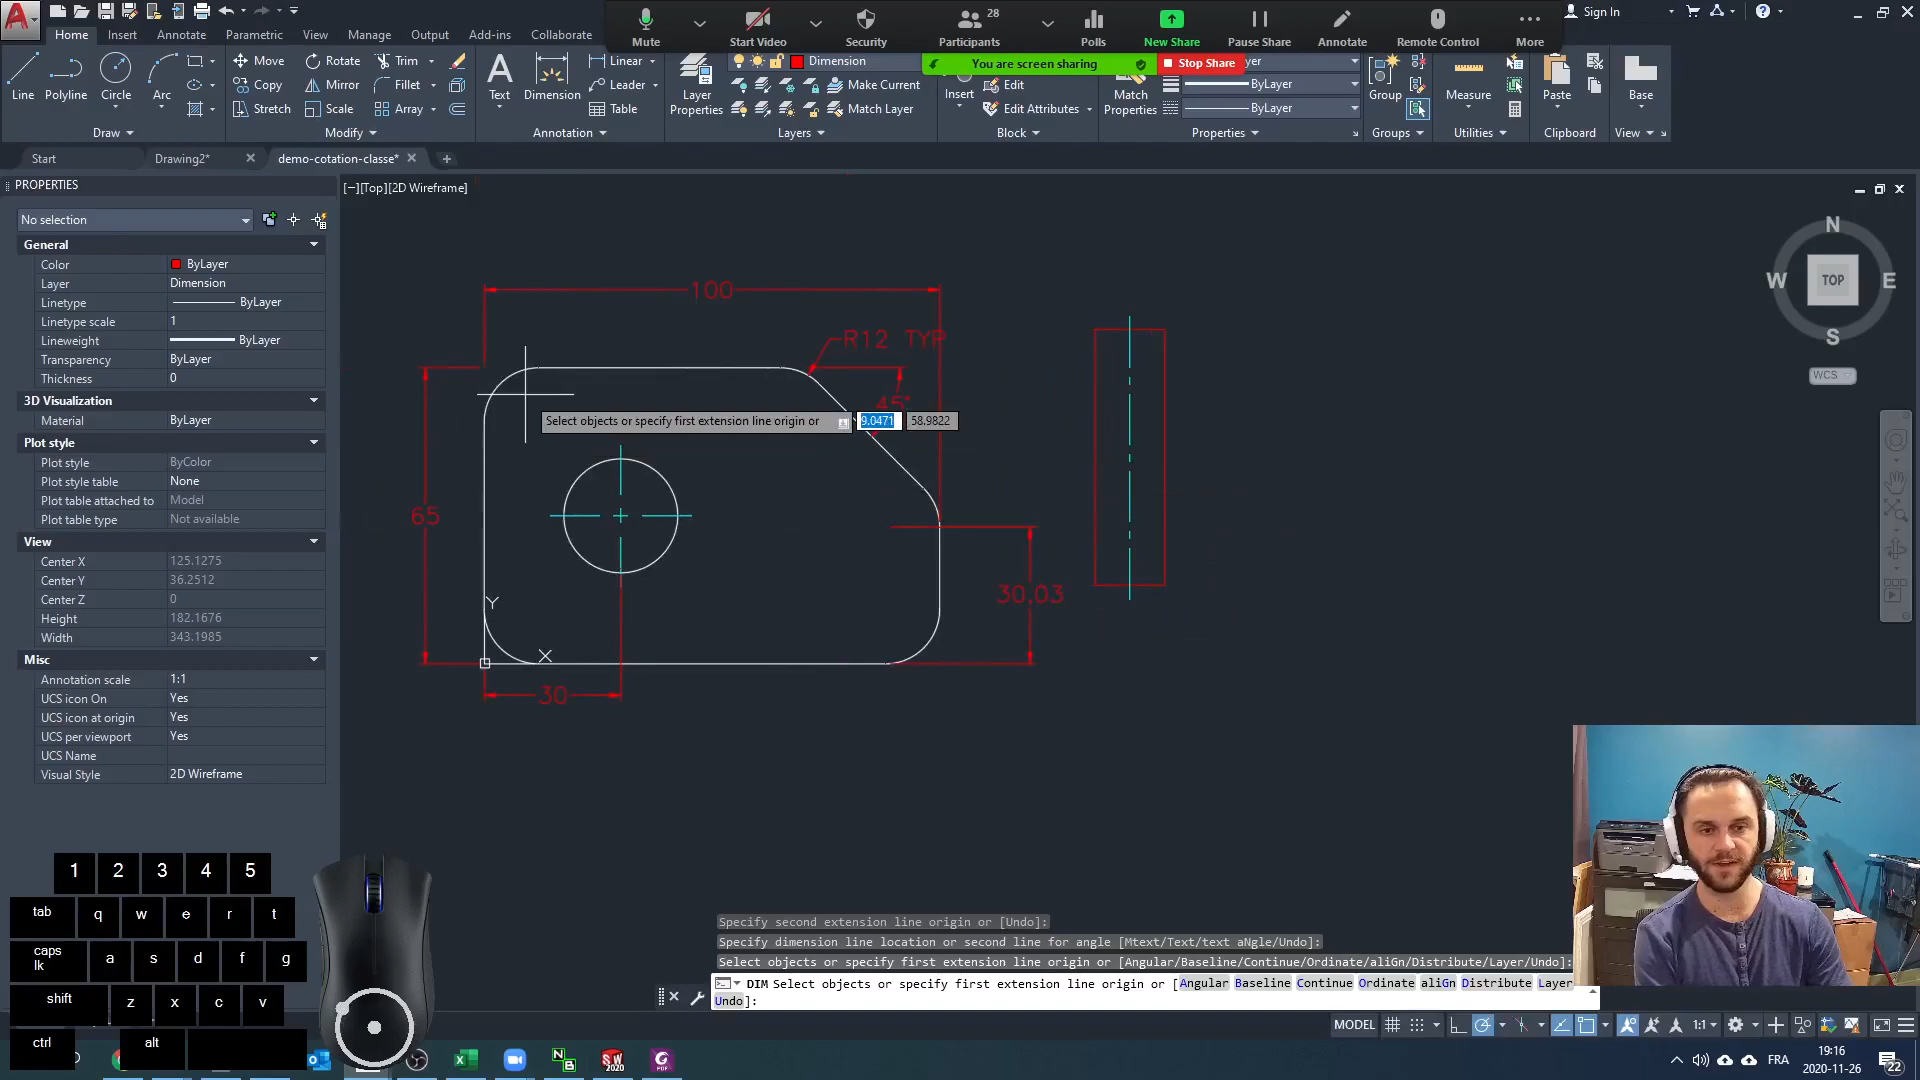 Mute
Start Video
Security
Participants
28
Polls
New Share
Pause Share
Annotate
Remote Control
More
You are screen sharing
Stop Share
Sign In
Home
Insert
Annotate
Parametric
View
Manage
Output
Add-ins
Collaborate
Line
Polyline
Circle
Arc
Move
Rotate
Trim
Copy
Mirror
Fillet
Stretch
Scale
Array
Text
Dimension
Linear
Leader
Table
Layer Properties
Dimension
Make Current
Match Layer
Insert
Edit
Edit Attributes
Match Properties
ByLayer
ByLayer
Group
Measure
Paste
Base
Draw
Modify
Annotation
Layers
Block
Properties
Groups
Utilities
Clipboard
View
Start
Drawing2*
demo-cotation-classe*
PROPERTIES
No selection
General
Color ByLayer
Layer Dimension
Linetype ByLayer
Linetype scale 1
Lineweight ByLayer
Transparency ByLayer
Thickness 0
3D Visualization
Material ByLayer
Plot style
Plot style ByColor
Plot style table None
Plot table attached to Model
Plot table type Not available
View
Center X 125.1275
Center Y 36.2512
Center Z 0
Height 182.1676
Width 343.1985
Misc
Annotation scale 1:1
UCS icon On Yes
UCS icon at origin Yes
UCS per viewport Yes
UCS Name
Visual Style 2D Wireframe
[−][Top][2D Wireframe]
100
R12 TYP
45°
65
30
30,03
Y
X
Select objects or specify first extension line origin or 9.0471 58.9822
N
W
TOP
E
S
WCS
1 2 3 4 5
tab q w e r t
caps lk a s d f g
shift z x c v
ctrl alt
Specify second extension line origin or [Undo]:
Specify dimension line location or second line for angle [Mtext/Text/text aNgle/Undo]:
Select objects or specify first extension line origin or [Angular/Baseline/Continue/Ordinate/aliGn/Distribute/Layer/Undo]:
DIM Select objects or specify first extension line origin or [Angular Baseline Continue Ordinate aliGn Distribute Layer
Undo]:
MODEL
1:1
FRA
19:16
2020-11-26
22